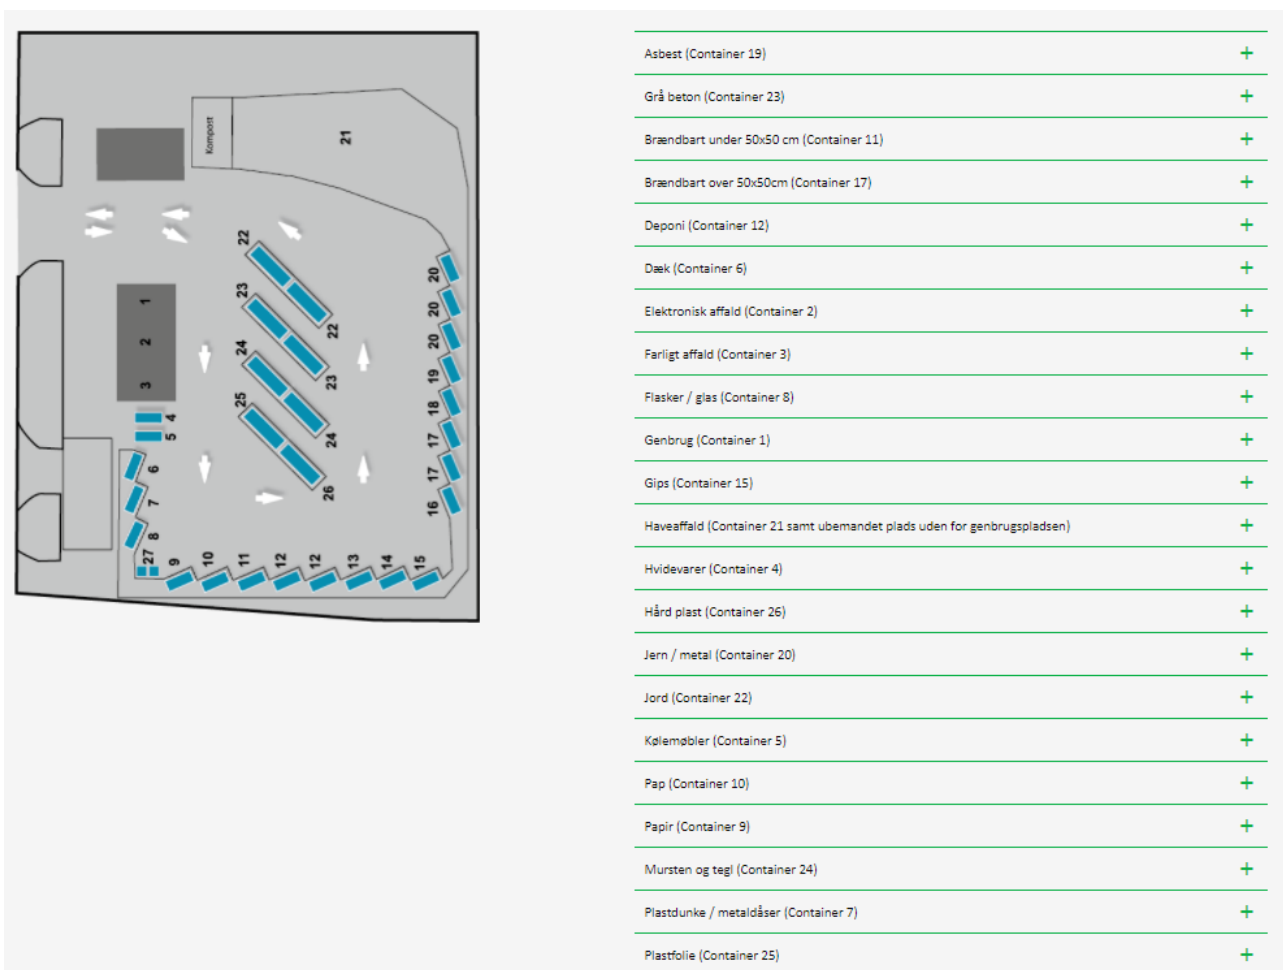 Kompost
21
22
20
23
1
20
22
2
24
20
23
19
3
25
18
4
24
17
5
6
17
26
7
16
8
27
9
10
11
12
12
13
14
15
Asbest (Container 19)
Grå beton (Container 23)
Brændbart under 50x50 cm (Container 11)
Brændbart over 50x50cm (Container 17)
Deponi (Container 12)
Dæk (Container 6)
Elektronisk affald (Container 2)
Farligt affald (Container 3)
Flasker / glas (Container 8)
Genbrug (Container 1)
Gips (Container 15)
Haveaffald (Container 21 samt ubemandet plads uden for genbrugspladsen)
Hvidevarer (Container 4)
Hård plast (Container 26)
Jern / metal (Container 20)
Jord (Container 22)
Kølemøbler (Container 5)
Pap (Container 10)
Papir (Container 9)
Mursten og tegl (Container 24)
Plastdunke / metaldåser (Container 7)
Plastfolie (Container 25)